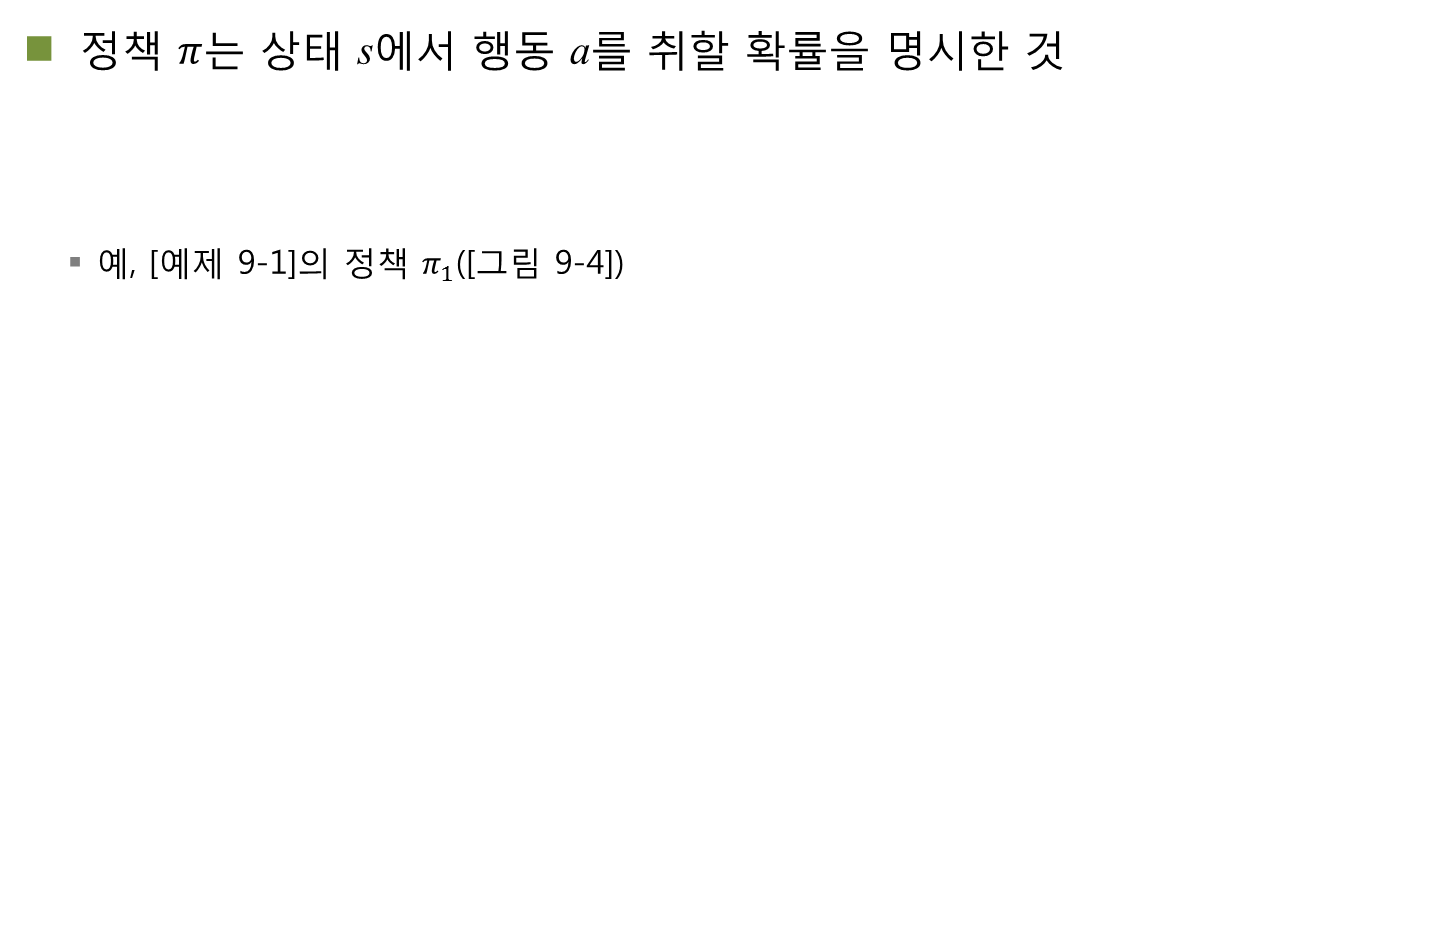 정책 π는 상태 s에서 행동 a를 취할 확률을 명시한 것
예, [예제 9-1]의 정책 π₁([그림 9-4])